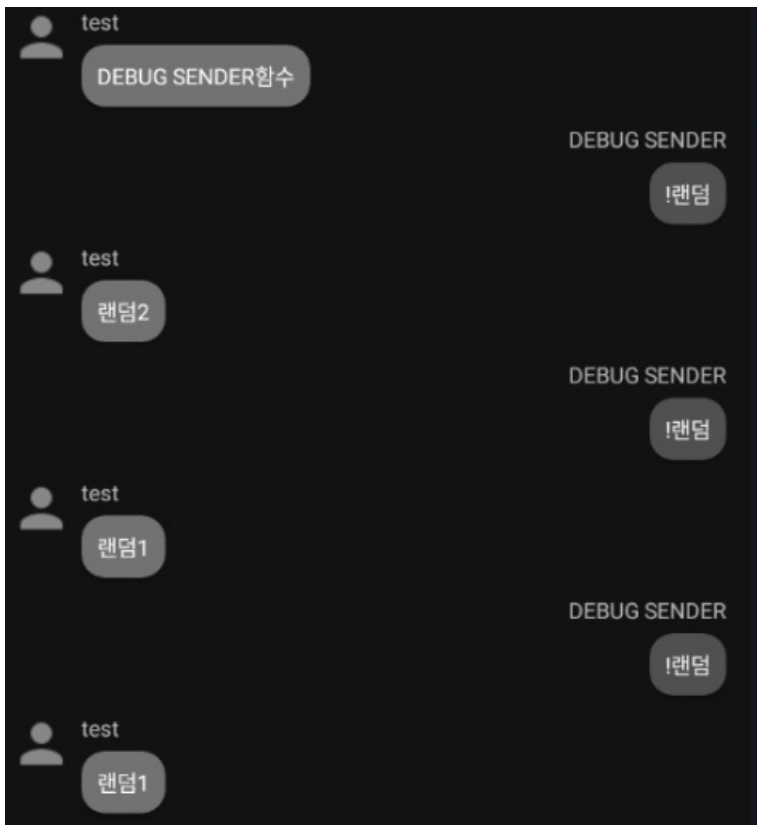 test
DEBUG SENDER함수
DEBUG SENDER
!랜덤
test
랜덤2
DEBUG SENDER
!랜덤
test
랜덤1
DEBUG SENDER
!랜덤
test
랜덤1